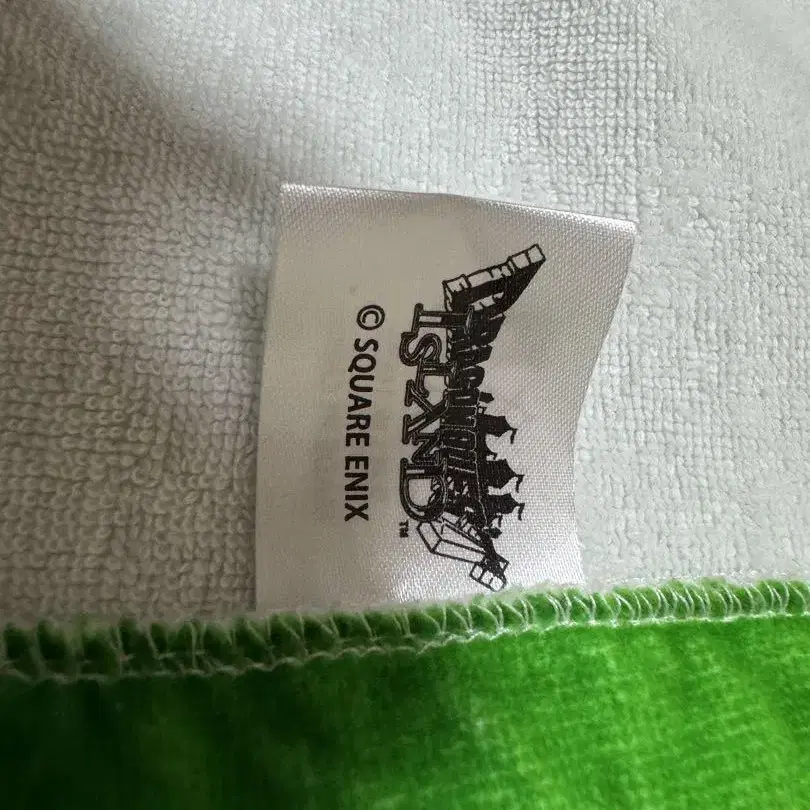 DRAGON QUEST
ISLAND™
© SQUARE ENIX